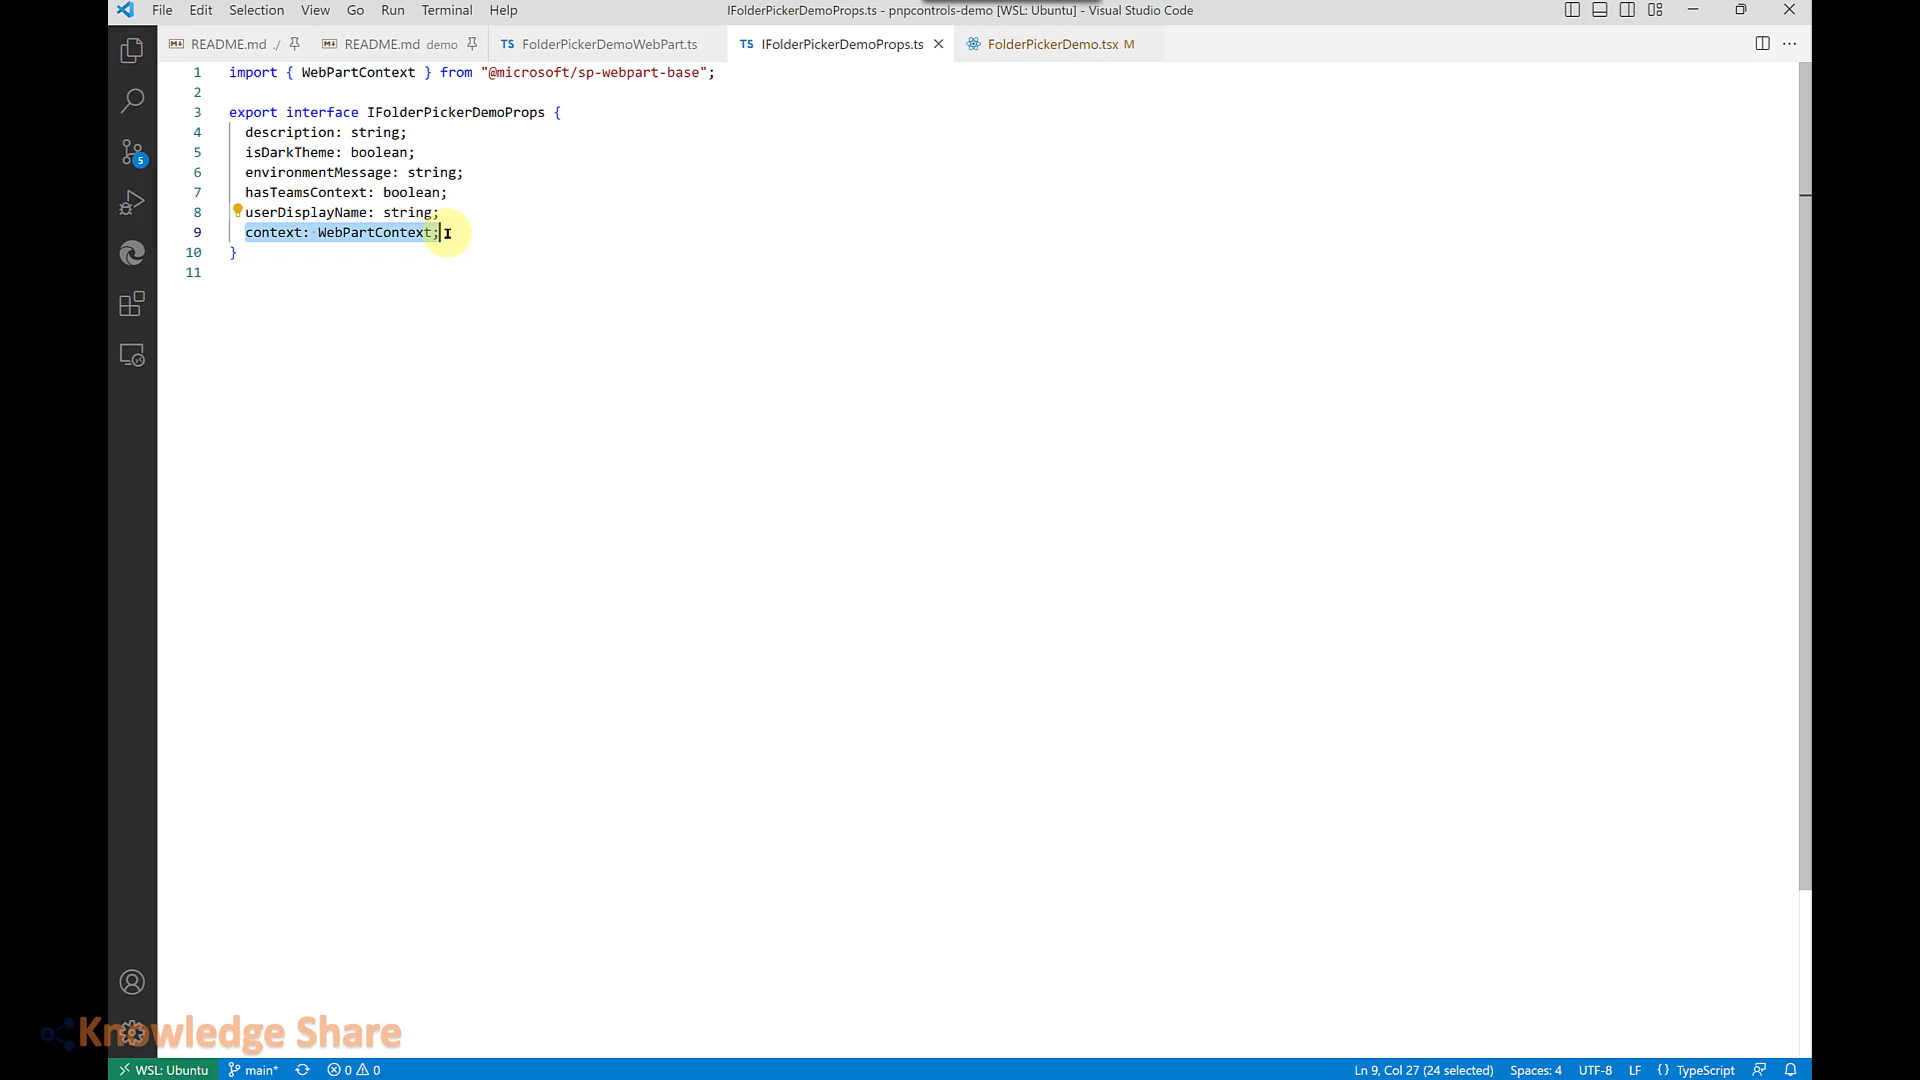 File Edit Selection View Go Run Terminal Help
IFolderPickerDemoProps.ts - pnpcontrols-demo [WSL: Ubuntu] - Visual Studio Code
README.md ./
README.md demo
TS FolderPickerDemoWebPart.ts
TS IFolderPickerDemoProps.ts
FolderPickerDemo.tsx M
1 import { WebPartContext } from "@microsoft/sp-webpart-base";
2
3 export interface IFolderPickerDemoProps {
4 description: string;
5 isDarkTheme: boolean;
6 environmentMessage: string;
7 hasTeamsContext: boolean;
8 userDisplayName: string;
9 context: WebPartContext;
10 }
11
5
Knowledge Share
WSL: Ubuntu main* 0 0 Ln 9, Col 27 (24 selected) Spaces: 4 UTF-8 LF { } TypeScript